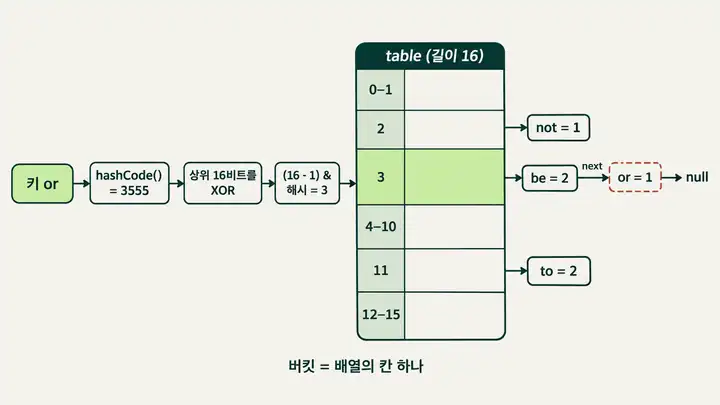 키 or
hashCode()
= 3555
상위 16비트를
XOR
(16 - 1) &
해시 = 3
table (길이 16)
0–1
2
3
4–10
11
12–15
not = 1
be = 2
next
or = 1
null
to = 2
버킷 = 배열의 칸 하나